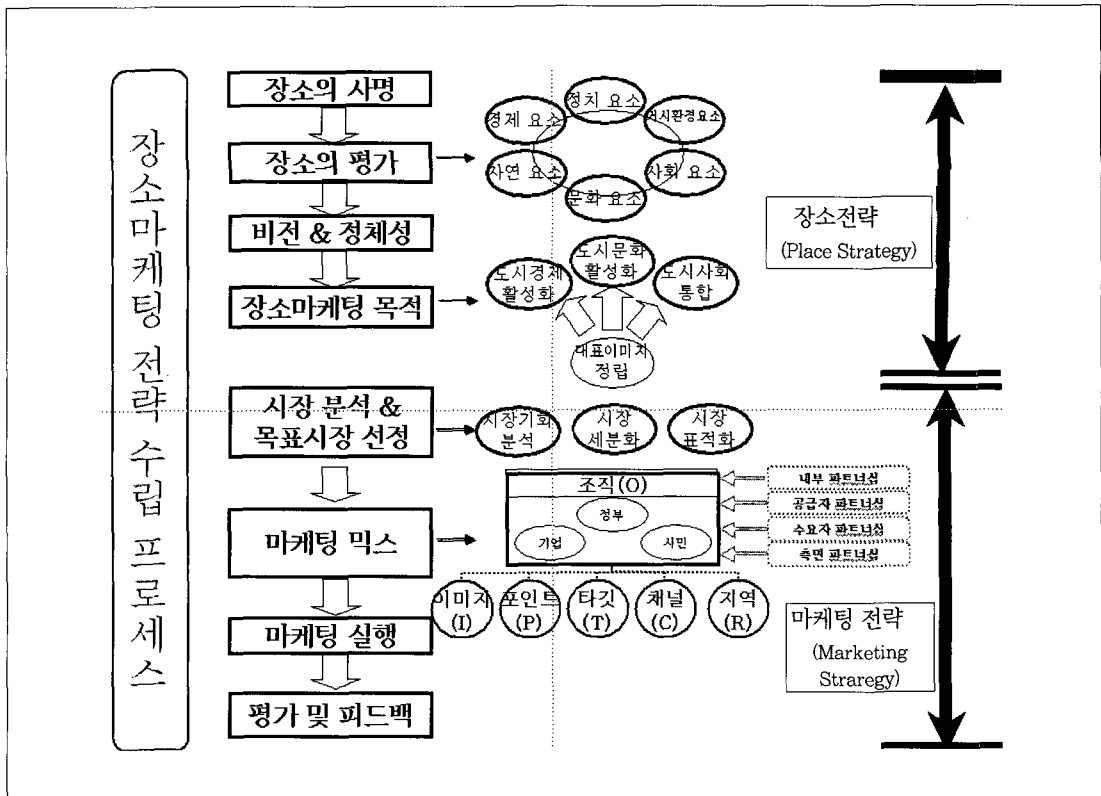 장소마케팅 전략 수립 프로세스
장소의 사명
장소의 평가
비전 & 정체성
장소마케팅 목적
시장 분석 &
목표시장 선정
마케팅 믹스
마케팅 실행
평가 및 피드백
정치 요소
경제 요소
자연 요소
사회 요소
문화 요소
도시경제
활성화
도시문화
활성화
도시사회
통합
대표이미지
정립
시장기회
분석
시장
세분화
시장
표적화
조직(O)
정부
기업
시민
내부 파트너십
공급자 파트너십
수요자 파트너십
측면 파트너십
이미지
(I)
포인트
(P)
타깃
(T)
채널
(C)
지역
(R)
장소전략
(Place Strategy)
마케팅 전략
(Marketing
Straregy)